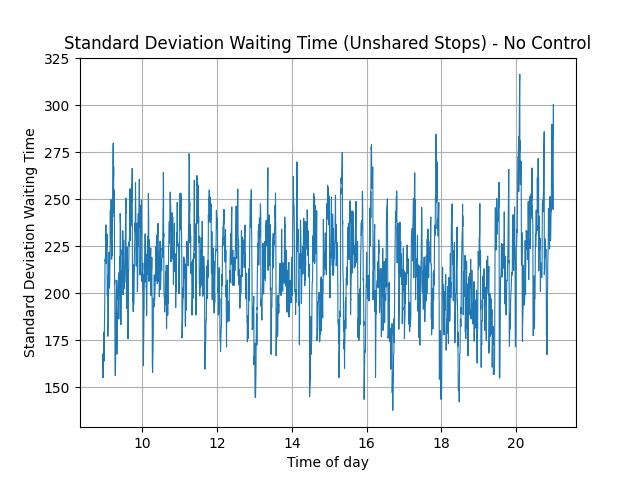 Standard Deviation Waiting Time (Unshared Stops) - No Control
325
300
275
250
225
200
175
150
Standard Deviation Waiting Time
10 12 14 16 18 20
Time of day